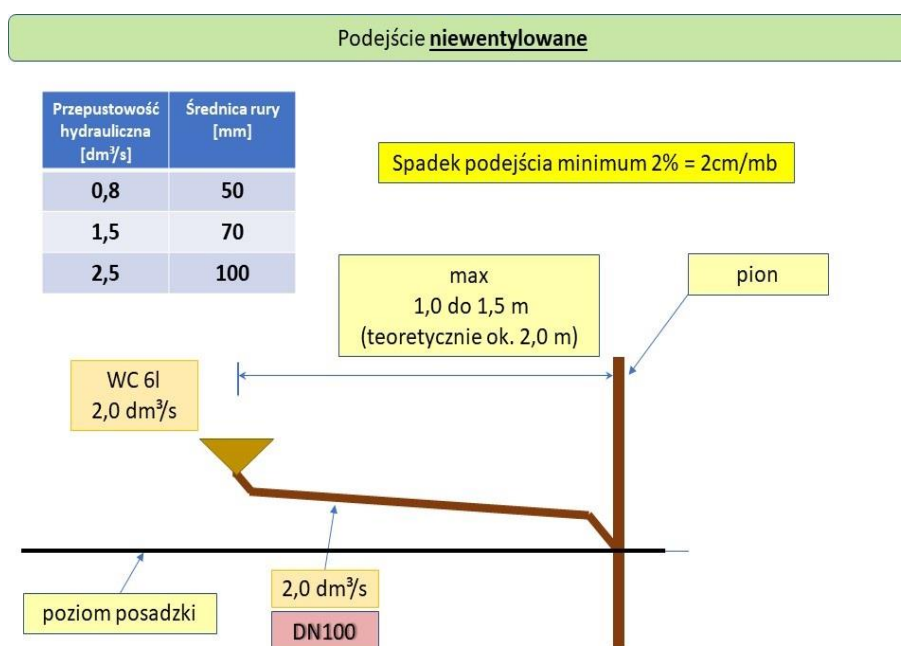 Podejście niewentylowane
Przepustowość
hydrauliczna
[dm³/s]
Średnica rury
[mm]
0,8 50
1,5 70
2,5 100
Spadek podejścia minimum 2% = 2cm/mb
max
1,0 do 1,5 m
(teoretycznie ok. 2,0 m)
pion
WC 6l
2,0 dm³/s
2,0 dm³/s
poziom posadzki
DN100